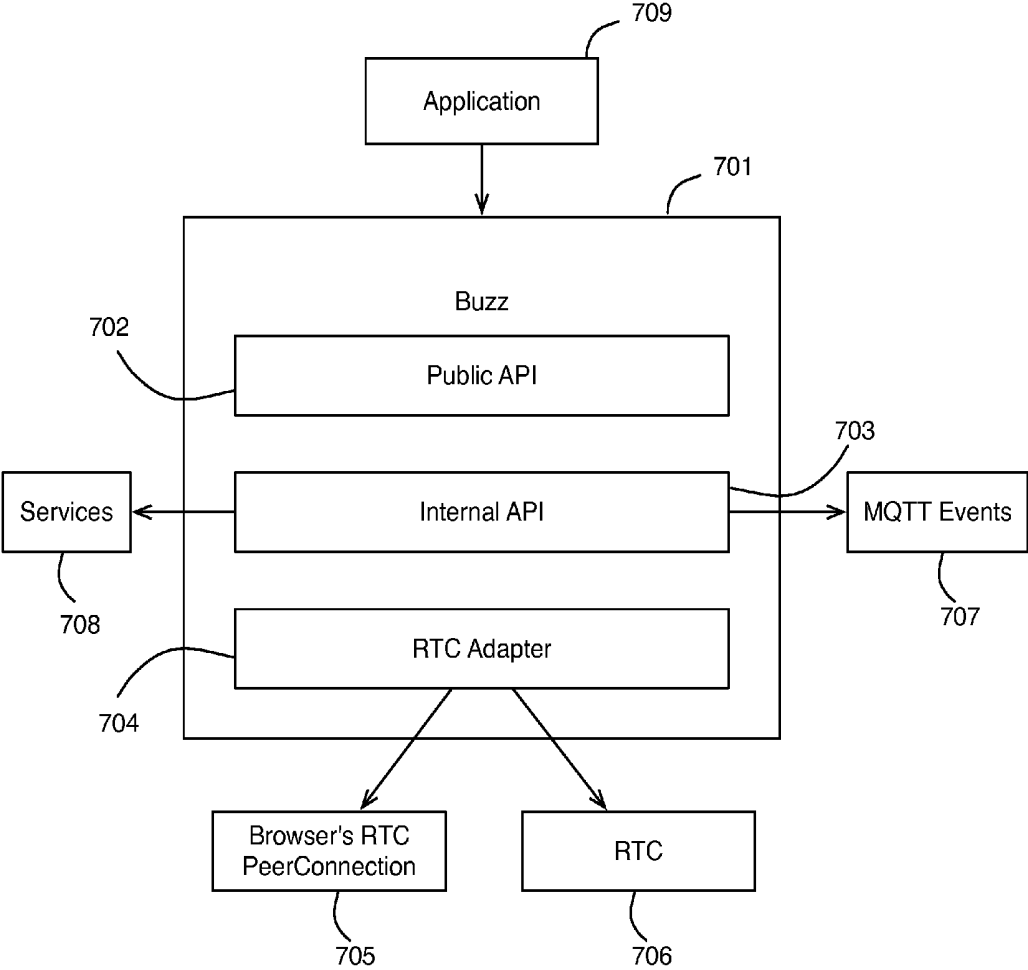 709
Application
701
Buzz
702
Public API
703
Services
Internal API
MQTT Events
708
707
RTC Adapter
704
Browser's RTC
PeerConnection
RTC
705
706